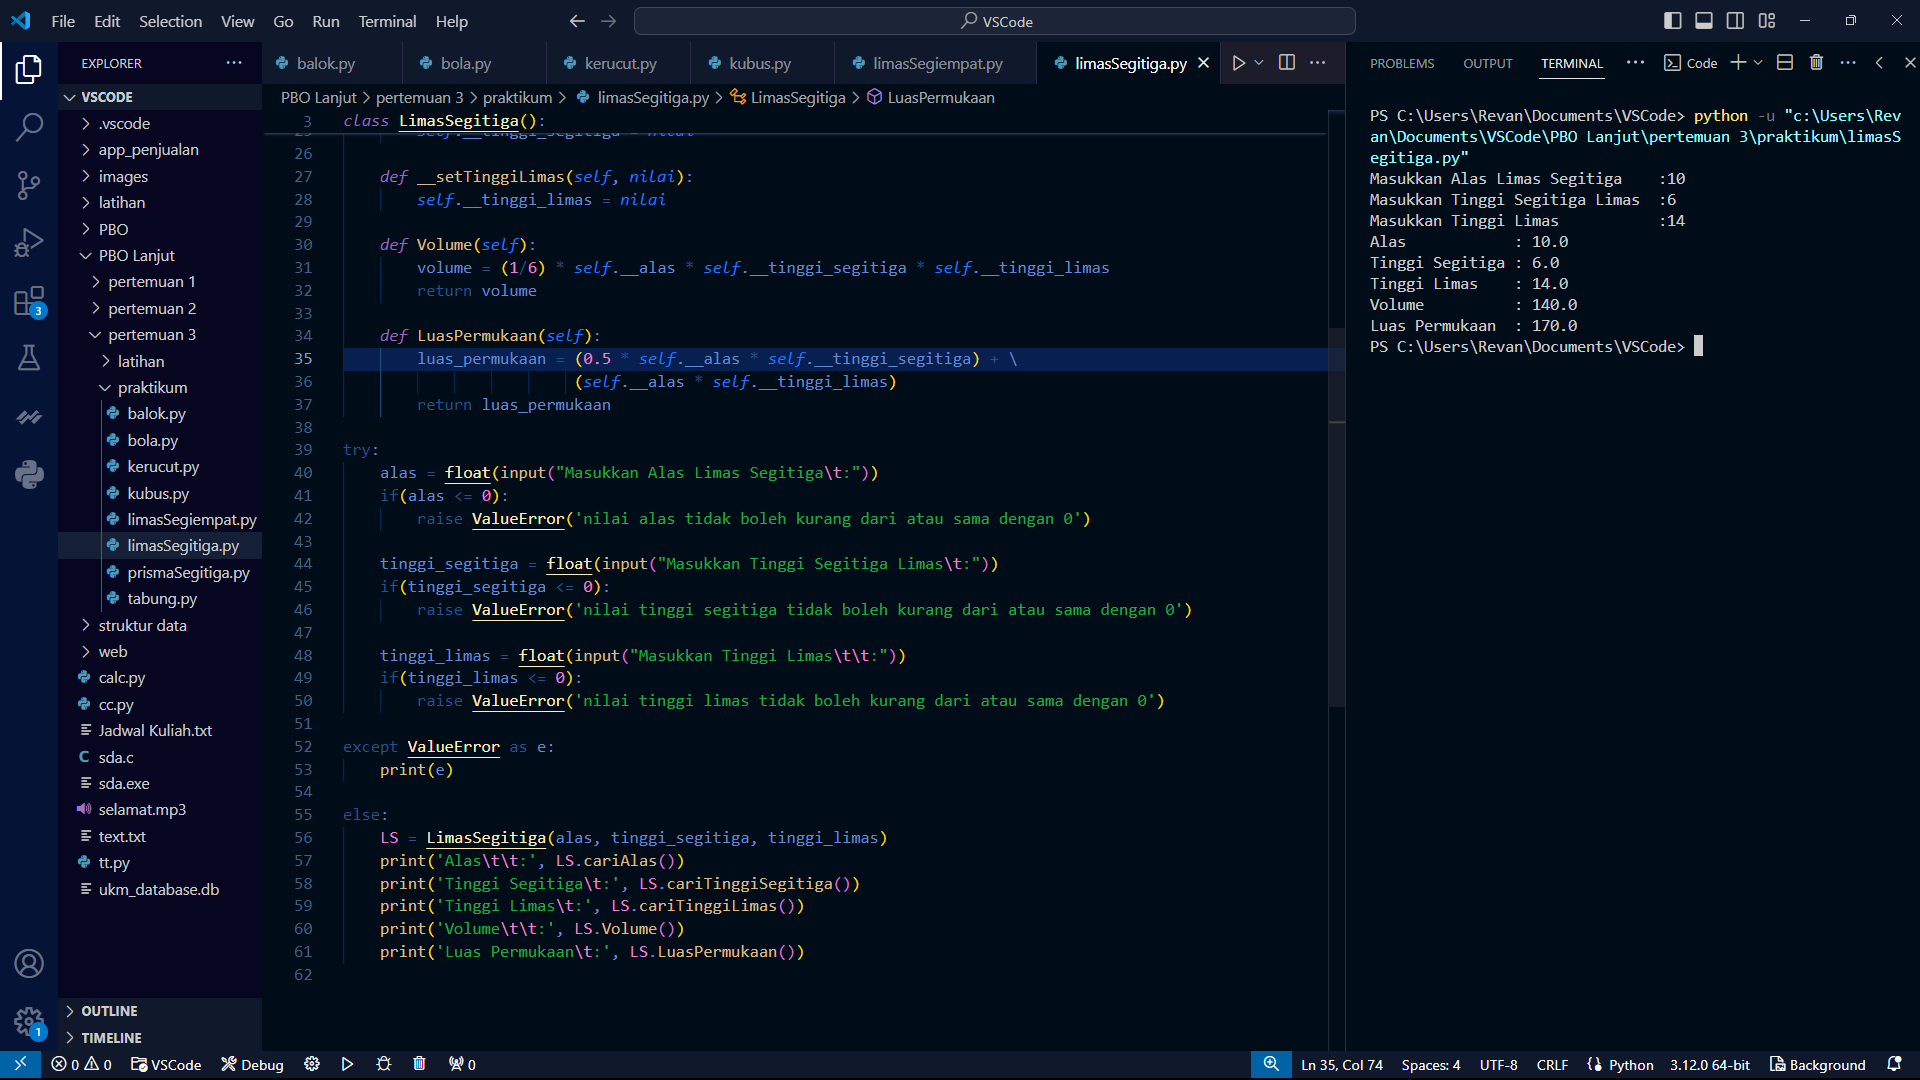 File Edit Selection View Go Run Terminal Help
VSCode
EXPLORER
VSCODE
.vscode
app_penjualan
images
latihan
PBO
PBO Lanjut
pertemuan 1
pertemuan 2
pertemuan 3
latihan
praktikum
balok.py
bola.py
kerucut.py
kubus.py
limasSegiempat.py
limasSegitiga.py
prismaSegitiga.py
tabung.py
struktur data
web
calc.py
cc.py
Jadwal Kuliah.txt
C sda.c
sda.exe
selamat.mp3
text.txt
tt.py
ukm_database.db
OUTLINE
TIMELINE
3
1
balok.py bola.py kerucut.py kubus.py limasSegiempat.py limasSegitiga.py
PBO Lanjut > pertemuan 3 > praktikum > limasSegitiga.py > LimasSegitiga > LuasPermukaan
3 class LimasSegitiga():
25 self.__tinggi_segitiga = nilai
26
27 def __setTinggiLimas(self, nilai):
28 self.__tinggi_limas = nilai
29
30 def Volume(self):
31 volume = (1/6) * self.__alas * self.__tinggi_segitiga * self.__tinggi_limas
32 return volume
33
34 def LuasPermukaan(self):
35 luas_permukaan = (0.5 * self.__alas * self.__tinggi_segitiga) + \
36 (self.__alas * self.__tinggi_limas)
37 return luas_permukaan
38
39 try:
40 alas = float(input("Masukkan Alas Limas Segitiga\t:"))
41 if(alas <= 0):
42 raise ValueError('nilai alas tidak boleh kurang dari atau sama dengan 0')
43
44 tinggi_segitiga = float(input("Masukkan Tinggi Segitiga Limas\t:"))
45 if(tinggi_segitiga <= 0):
46 raise ValueError('nilai tinggi segitiga tidak boleh kurang dari atau sama dengan 0')
47
48 tinggi_limas = float(input("Masukkan Tinggi Limas\t\t:"))
49 if(tinggi_limas <= 0):
50 raise ValueError('nilai tinggi limas tidak boleh kurang dari atau sama dengan 0')
51
52 except ValueError as e:
53 print(e)
54
55 else:
56 LS = LimasSegitiga(alas, tinggi_segitiga, tinggi_limas)
57 print('Alas\t\t:', LS.cariAlas())
58 print('Tinggi Segitiga\t:', LS.cariTinggiSegitiga())
59 print('Tinggi Limas\t:', LS.cariTinggiLimas())
60 print('Volume\t\t:', LS.Volume())
61 print('Luas Permukaan\t:', LS.LuasPermukaan())
62
PROBLEMS OUTPUT TERMINAL Code
PS C:\Users\Revan\Documents\VSCode> python -u "c:\Users\Rev
an\Documents\VSCode\PBO Lanjut\pertemuan 3\praktikum\limasS
egitiga.py"
Masukkan Alas Limas Segitiga :10
Masukkan Tinggi Segitiga Limas :6
Masukkan Tinggi Limas :14
Alas : 10.0
Tinggi Segitiga : 6.0
Tinggi Limas : 14.0
Volume : 140.0
Luas Permukaan : 170.0
PS C:\Users\Revan\Documents\VSCode>
0 0 VSCode Debug 0 Ln 35, Col 74 Spaces: 4 UTF-8 CRLF Python 3.12.0 64-bit Background